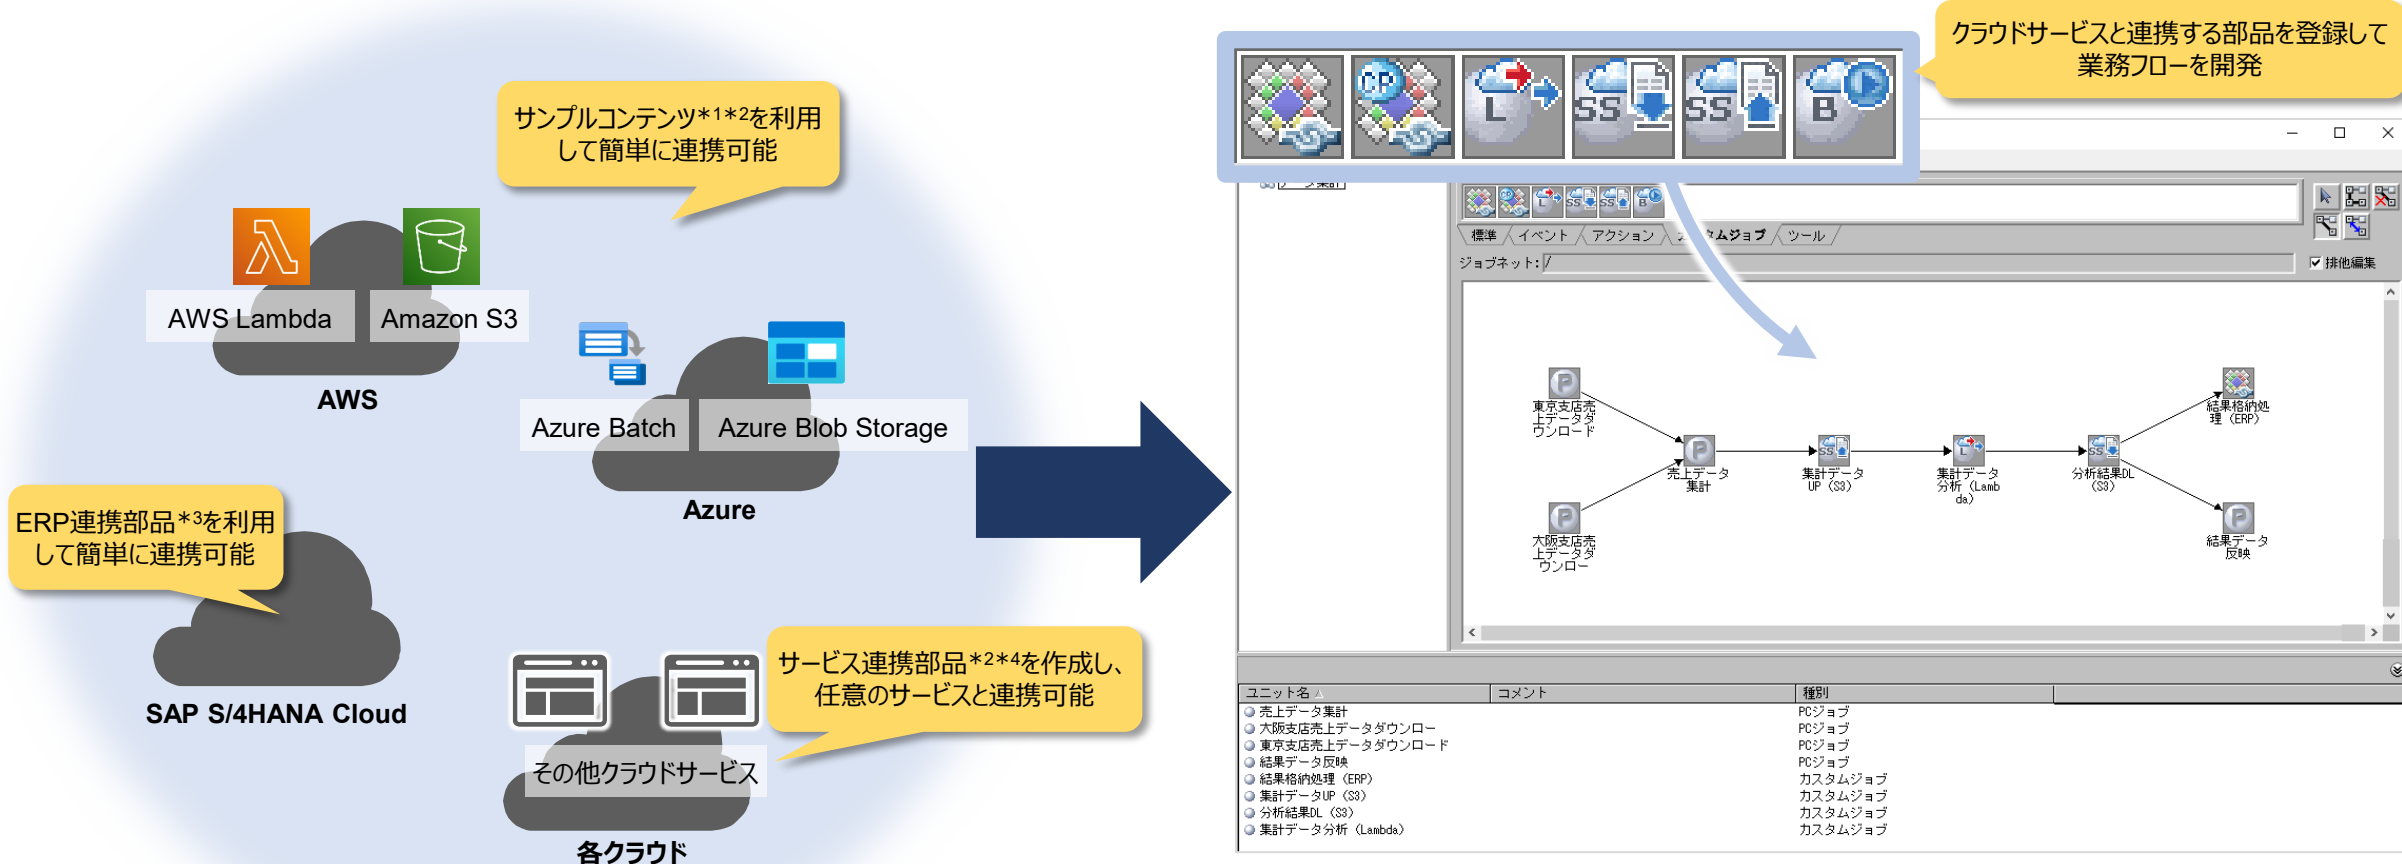 サンプルコンテンツ*1*2を利用
して簡単に連携可能
AWS Lambda
Amazon S3
AWS
Azure Batch
Azure Blob Storage
Azure
ERP連携部品*3を利用
して簡単に連携可能
SAP S/4HANA Cloud
サービス連携部品*2*4を作成し、
任意のサービスと連携可能
その他クラウドサービス
各クラウド
クラウドサービスと連携する部品を登録して
業務フローを開発
CP
L
SS
SS
B
データ集計
標準
イベント
アクション
カスタムジョブ
ツール
ジョブネット: /
排他編集
東京支店売
上データダ
ウンロード
大阪支店売
上データダ
ウンロー
売上データ
集計
集計データ
UP (S3)
集計データ
分析 (Lamb
da)
分析結果DL
(S3)
結果格納処
理 (ERP)
結果データ
反映
ユニット名 コメント 種別
売上データ集計 PCジョブ
大阪支店売上データダウンロー PCジョブ
東京支店売上データダウンロード PCジョブ
結果データ反映 PCジョブ
結果格納処理 (ERP) カスタムジョブ
集計データUP (S3) カスタムジョブ
分析結果DL (S3) カスタムジョブ
集計データ分析 (Lambda) カスタムジョブ